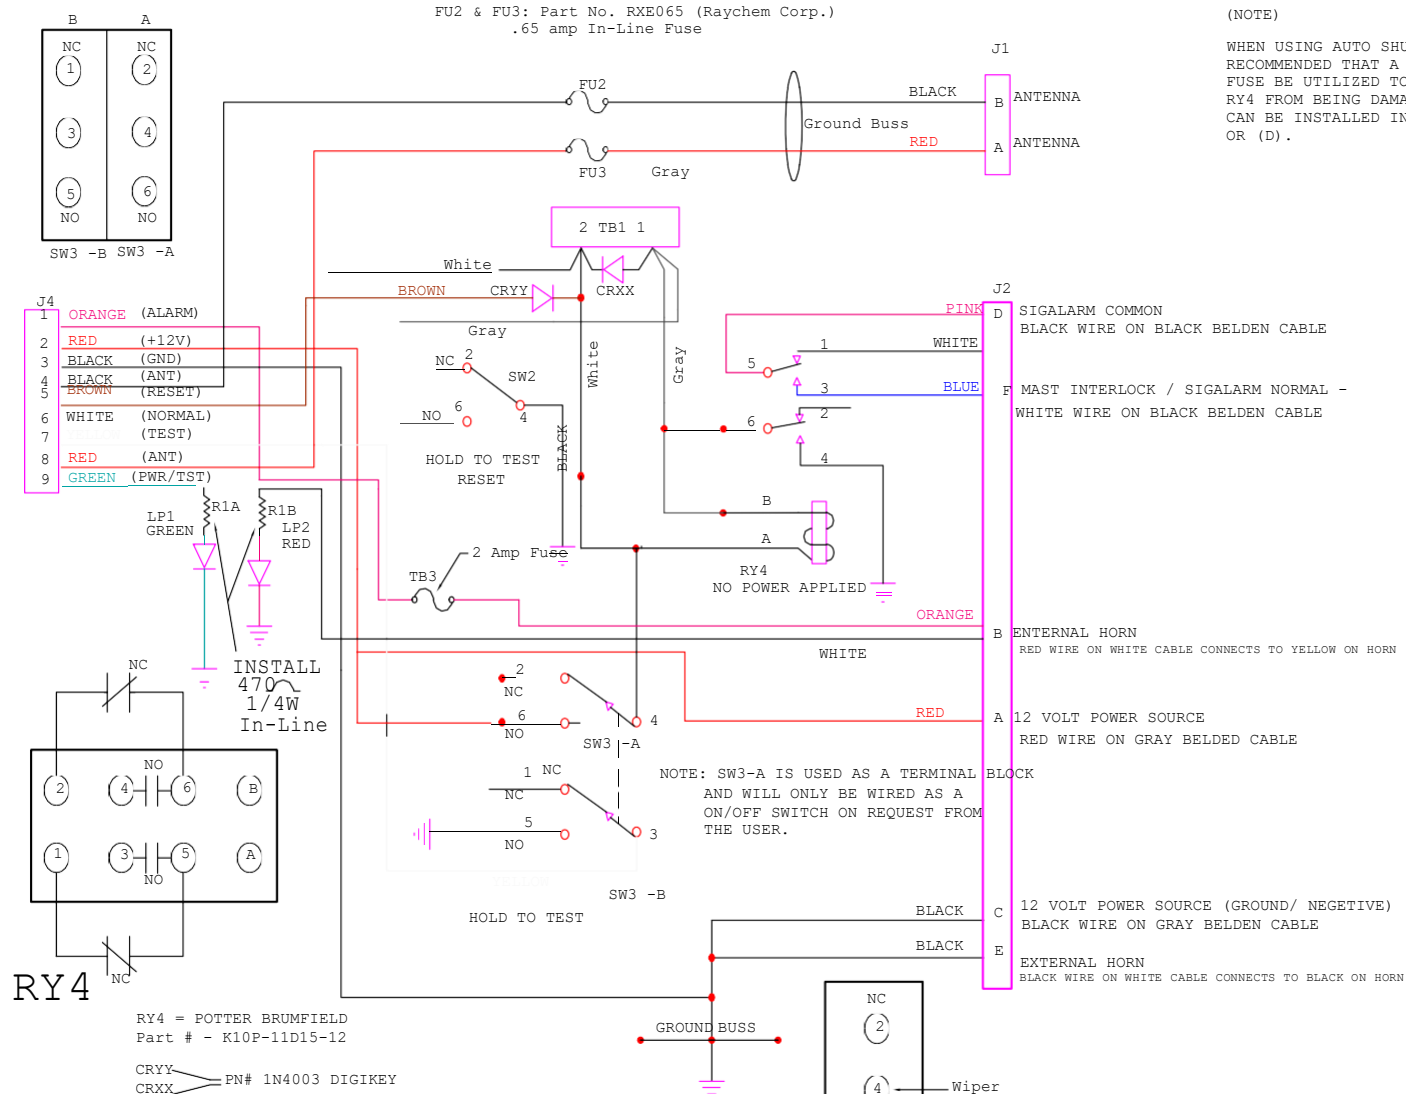 FU2 & FU3: Part No. RXE065 (Raychem Corp.)
.65 amp In-Line Fuse
(NOTE)
WHEN USING AUTO SHU
RECOMMENDED THAT A
FUSE BE UTILIZED TO
RY4 FROM BEING DAMA
CAN BE INSTALLED IN
OR (D).
B A
NC NC
1 2
3 4
5 6
NO NO
SW3 -B SW3 -A
J1
FU2
BLACK
B ANTENNA
Ground Buss
RED
A ANTENNA
FU3
Gray
2 TB1 1
White
BROWN
CRYY
CRXX
Gray
White
Gray
J4
1 ORANGE (ALARM)
2 RED (+12V)
3 BLACK (GND)
4 BLACK (ANT)
5 BROWN (RESET)
6 WHITE (NORMAL)
7 (TEST)
8 RED (ANT)
9 GREEN (PWR/TST)
NC 2
SW2
NO 6
4
BLACK
HOLD TO TEST
RESET
J2
PINK
D SIGALARM COMMON
BLACK WIRE ON BLACK BELDEN CABLE
1
WHITE
5
3
BLUE
F MAST INTERLOCK / SIGALARM NORMAL -
WHITE WIRE ON BLACK BELDEN CABLE
2
6
4
B
A
RY4
NO POWER APPLIED
R1A
R1B
LP1
GREEN
LP2
RED
TB3
2 Amp Fuse
ORANGE
B ENTERNAL HORN
RED WIRE ON WHITE CABLE CONNECTS TO YELLOW ON HORN
WHITE
INSTALL
470
1/4W
In-Line
2
NC
6
NO
4
SW3 -A
RED
A 12 VOLT POWER SOURCE
RED WIRE ON GRAY BELDED CABLE
1 NC
NC
5
NO
3
SW3 -B
HOLD TO TEST
NOTE: SW3-A IS USED AS A TERMINAL BLOCK
AND WILL ONLY BE WIRED AS A
ON/OFF SWITCH ON REQUEST FROM
THE USER.
NC
NO
2 4 6 B
1 3 5 A
NO
NC
RY4
BLACK
C 12 VOLT POWER SOURCE (GROUND/ NEGETIVE)
BLACK WIRE ON GRAY BELDEN CABLE
BLACK
E
EXTERNAL HORN
BLACK WIRE ON WHITE CABLE CONNECTS TO BLACK ON HORN
RY4 = POTTER BRUMFIELD
Part # - K10P-11D15-12
CRYY
CRXX
PN# 1N4003 DIGIKEY
GROUND BUSS
NC
2
4
Wiper